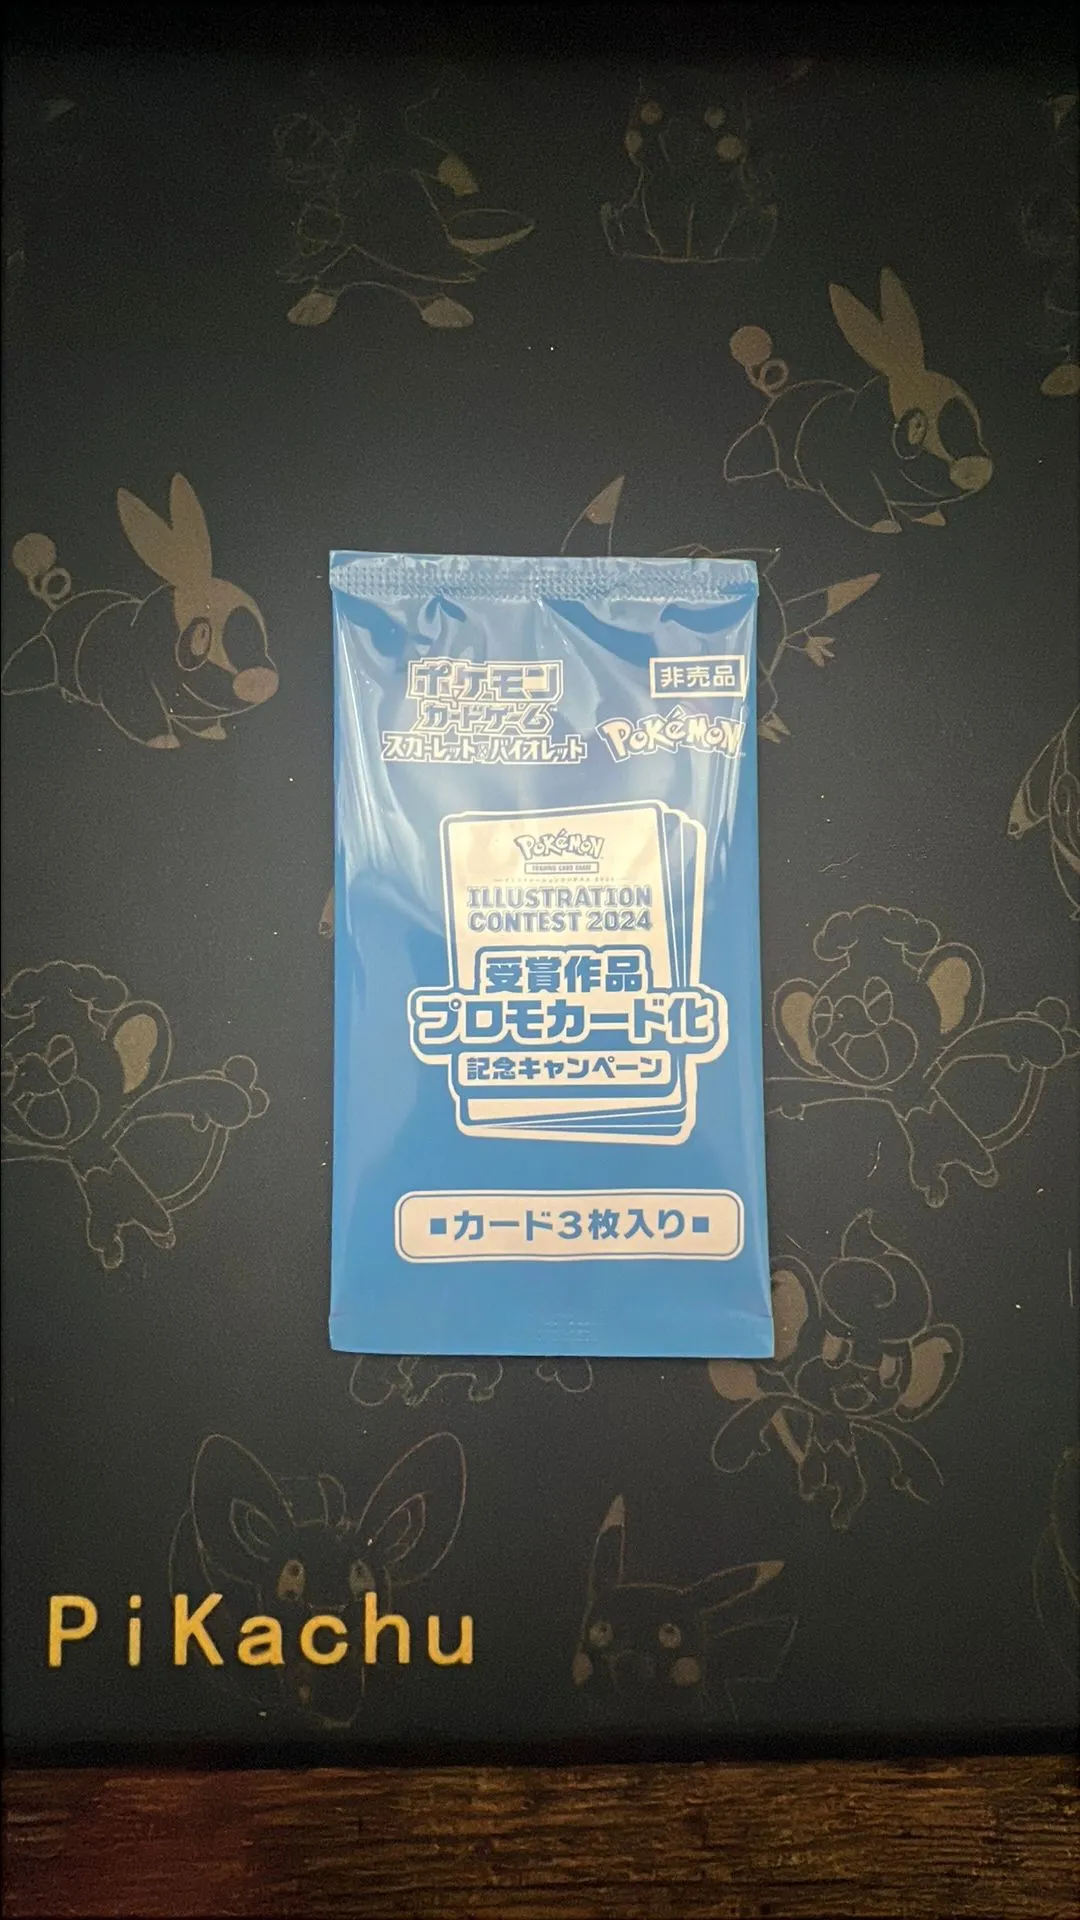 ポケモン
カードゲーム
スカーレット&バイオレット
非売品
Pokémon
Pokémon
TRADING CARD GAME
ILLUSTRATION
CONTEST 2024
受賞作品
プロモカード化
記念キャンペーン
■カード3枚入り■
PiKachu